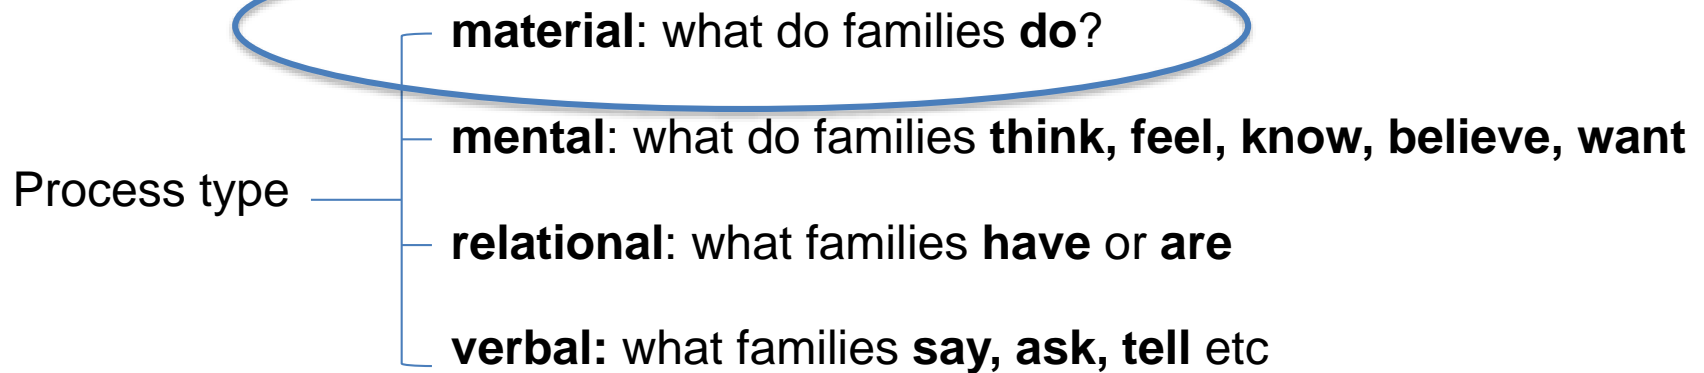 material: what do families do?
mental: what do families think, feel, know, believe, want
Process type
relational: what families have or are
verbal: what families say, ask, tell etc